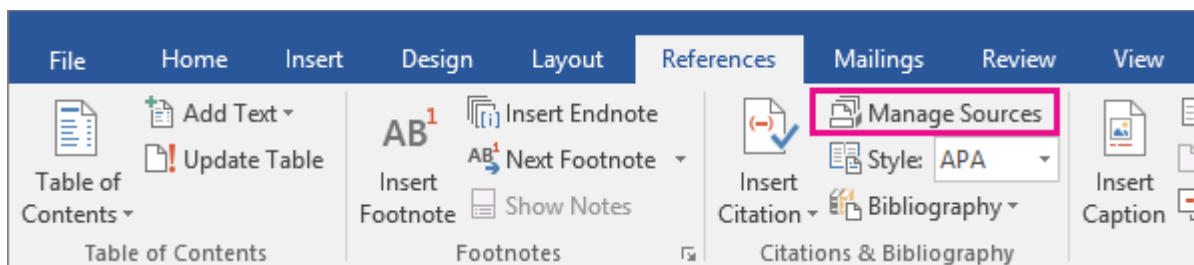 File Home Insert Design Layout References Mailings Review View
Add Text
Update Table
Table of
Contents
Table of Contents
AB1
Insert
Footnote
Insert Endnote
AB1 Next Footnote
Show Notes
Footnotes
Insert
Citation
Manage Sources
Style: APA
Bibliography
Citations & Bibliography
Insert
Caption